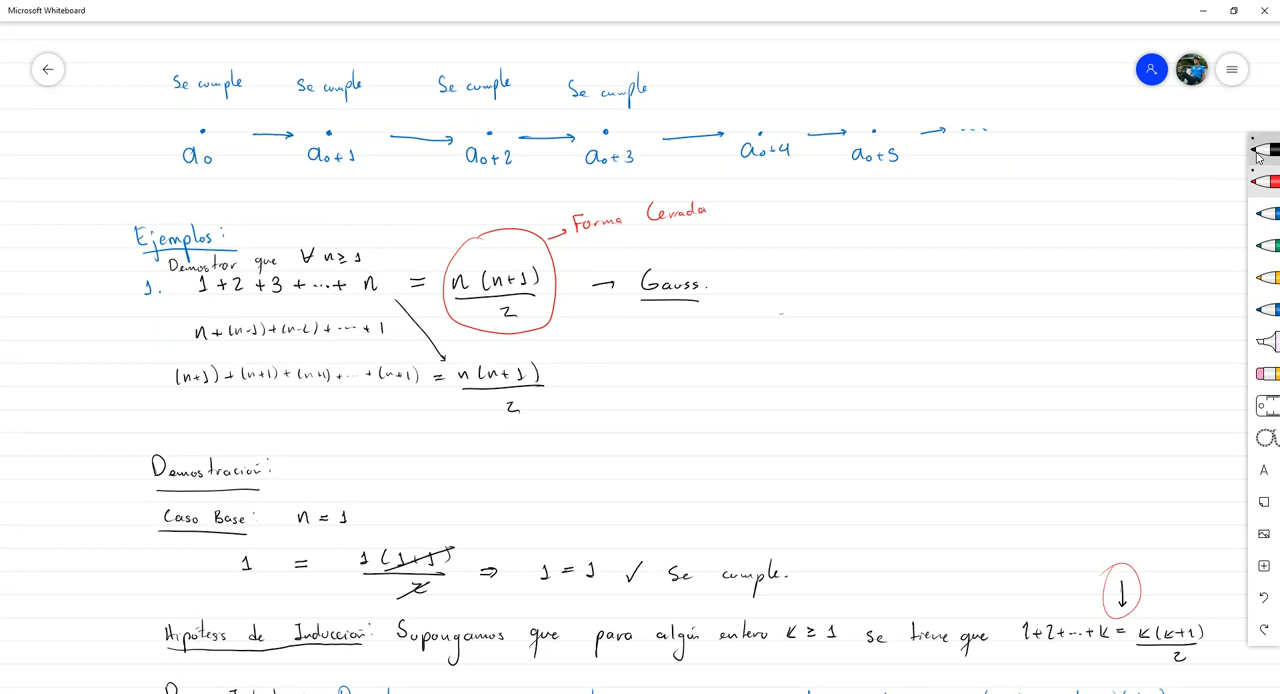 Microsoft Whiteboard
Se cumple Se cumple Se cumple Se cumple
a₀ → a₀+1 → a₀+2 → a₀+3 → a₀+4 → a₀+5 → ...
Forma Cerrada
Ejemplos:
Demostrar que ∀ n≥1
1. 1+2+3+...+ n = n(n+1)/2 → Gauss.
n+(n-1)+(n-2)+...+1
(n+1)+(n+1)+(n+1)+...+(n+1) = n(n+1)/2
Demostración:
Caso Base: n = 1
1 = 1(1+1)/2 ⇒ 1=1 ✓ Se cumple.
Hipótesis de Inducción: Supongamos que para algún entero k ≥ 1 se tiene que 1+2+...+k = k(k+1)/2